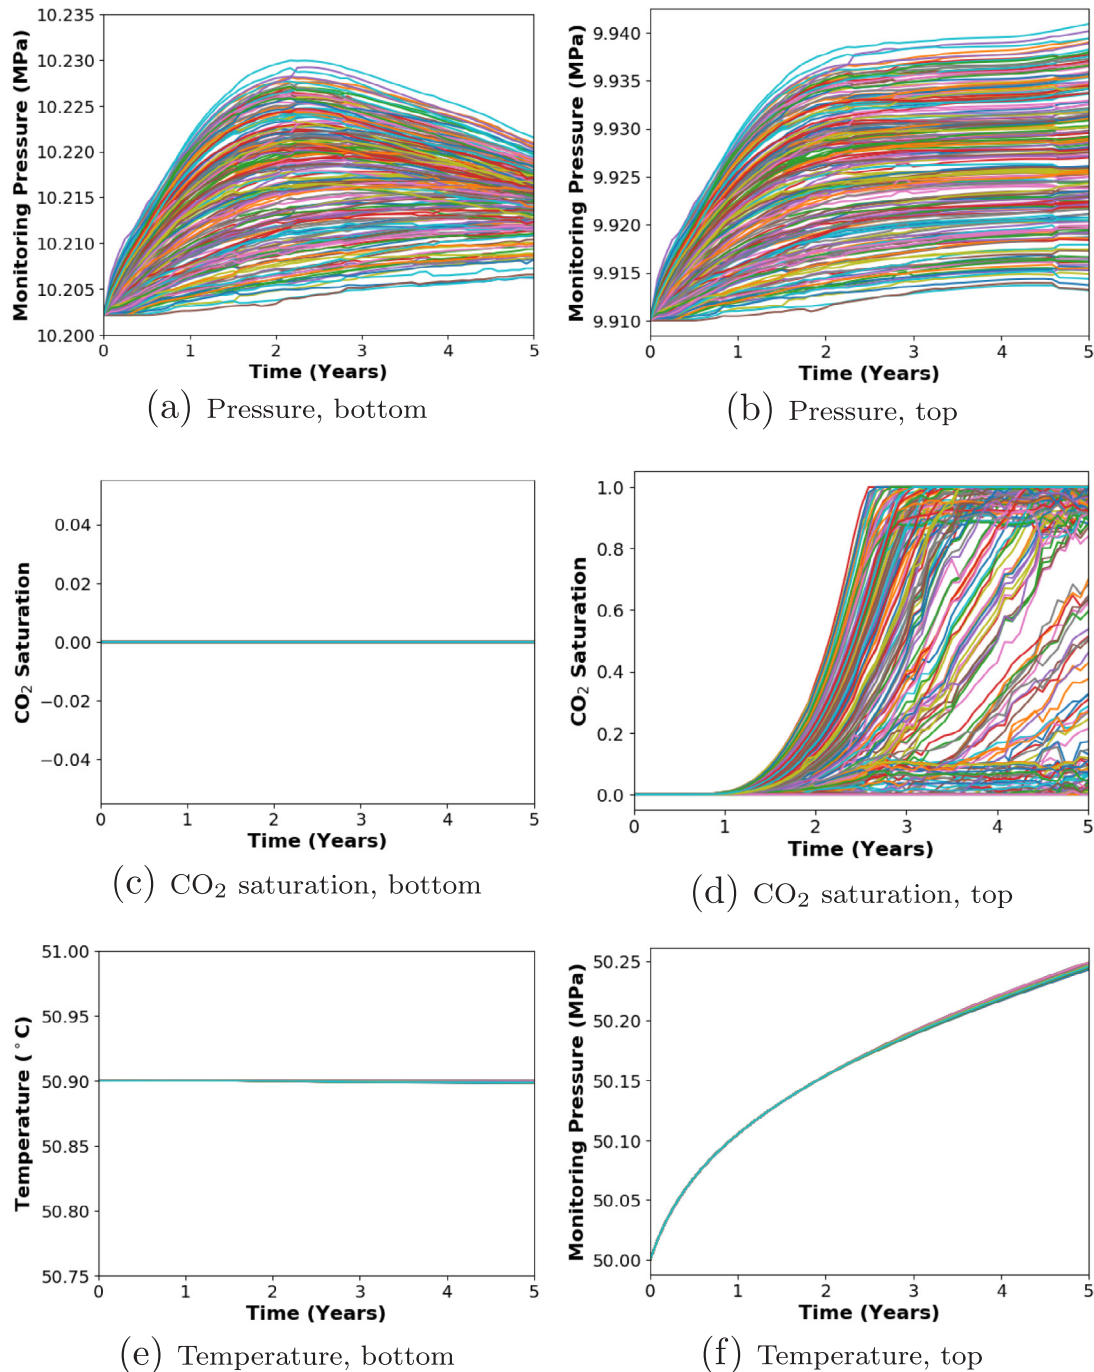 10.235
10.230
10.225
10.220
10.215
10.210
10.205
10.200
Monitoring Pressure (MPa)
0 1 2 3 4 5
Time (Years)
(a) Pressure, bottom
9.940
9.935
9.930
9.925
9.920
9.915
9.910
Monitoring Pressure (MPa)
0 1 2 3 4 5
Time (Years)
(b) Pressure, top
0.04
0.02
0.00
−0.02
−0.04
CO₂ Saturation
0 1 2 3 4 5
Time (Years)
(c) CO₂ saturation, bottom
1.0
0.8
0.6
0.4
0.2
0.0
CO₂ Saturation
0 1 2 3 4 5
Time (Years)
(d) CO₂ saturation, top
51.00
50.95
50.90
50.85
50.80
50.75
Temperature (°C)
0 1 2 3 4 5
Time (Years)
(e) Temperature, bottom
50.25
50.20
50.15
50.10
50.05
50.00
Monitoring Pressure (MPa)
0 1 2 3 4 5
Time (Years)
(f) Temperature, top